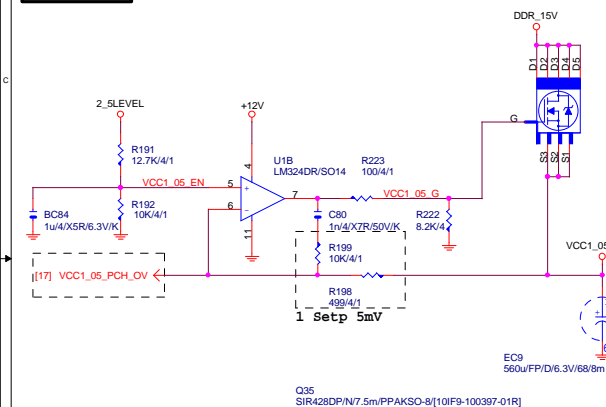 DDR_15V
D1 D2 D3 D4 D5
C
2_5LEVEL
+12V
G
S3 S2 S1
R191
12.7K/4/1
4
U1B
LM324DR/SO14
R223
100/4/1
VCC1_05_EN
5
+
7
VCC1_05_G
6
-
BC84
1u/4/X5R/6.3V/K
R192
10K/4/1
11
C80
1n/4/X7R/50V/K
R222
8.2K/4
R199
10K/4/1
VCC1_05
[17] VCC1_05_PCH_OV
R198
499/4/1
1 Setp 5mV
+
EC9
560u/FP/D/6.3V/68/8m
Q35
SIR428DP/N/7.5m/PPAKSO-8/[10IF9-100397-01R]